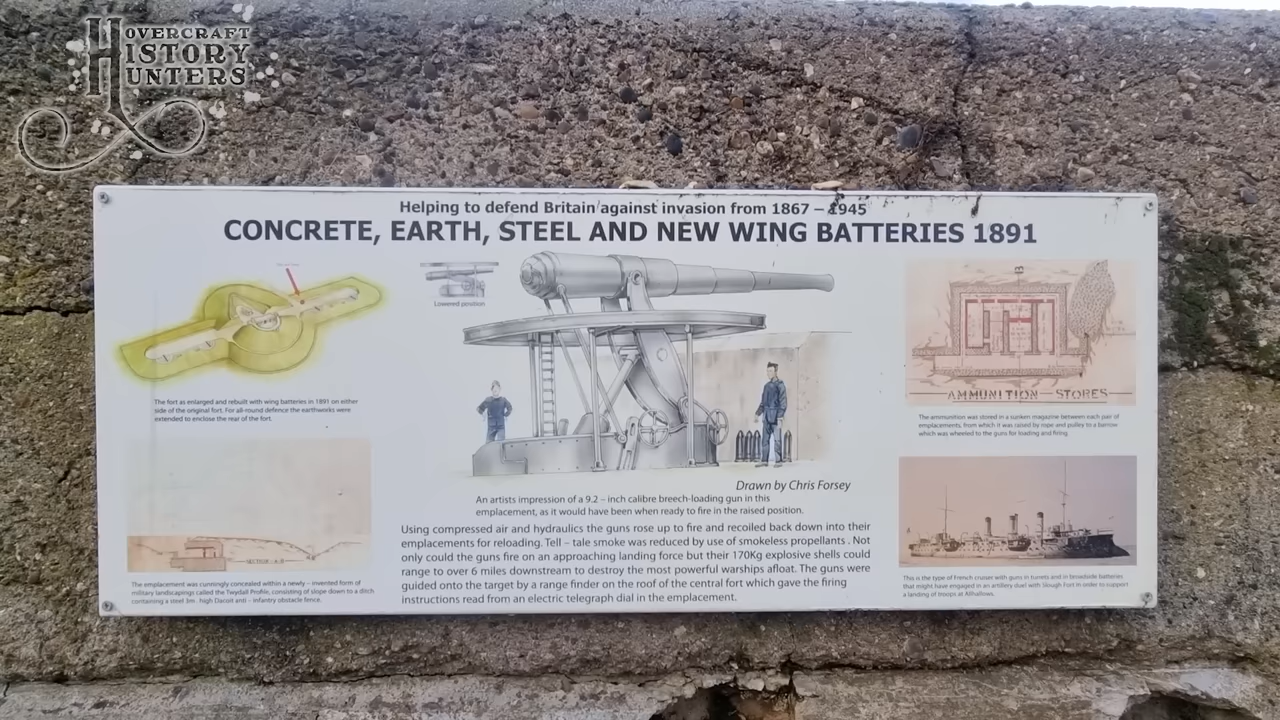 HOVERCRAFT
HISTORY
HUNTERS
Helping to defend Britain against invasion from 1867 – 1945
CONCRETE, EARTH, STEEL AND NEW WING BATTERIES 1891
The fort as enlarged and rebuilt with wing batteries in 1891 on either
side of the original fort. For all-round defence the earthworks were
extended to enclose the rear of the fort.
SECTION A-B
The emplacement was cunningly concealed within a newly – invented form of
military landscapings called the Twydall Profile, consisting of slope down to a ditch
containing a steel 3m. high Dacoit anti – infantry obstacle fence.
Lowered position
Drawn by Chris Forsey
An artists impression of a 9.2 – inch calibre breech-loading gun in this
emplacement, as it would have been when ready to fire in the raised position.
Using compressed air and hydraulics the guns rose up to fire and recoiled back down into their
emplacements for reloading. Tell – tale smoke was reduced by use of smokeless propellants . Not
only could the guns fire on an approaching landing force but their 170Kg explosive shells could
range to over 6 miles downstream to destroy the most powerful warships afloat. The guns were
guided onto the target by a range finder on the roof of the central fort which gave the firing
instructions read from an electric telegraph dial in the emplacement.
AMMUNITION – STORES
The ammunition was stored in a sunken magazine between each pair of
emplacements, from which it was raised by rope and pulley to a barrow
which was wheeled to the guns for loading and firing.
This is the type of French cruiser with guns in turrets and in broadside batteries
that might have engaged in an artillery duel with Slough Fort in order to support
a landing of troops at Allhallows.